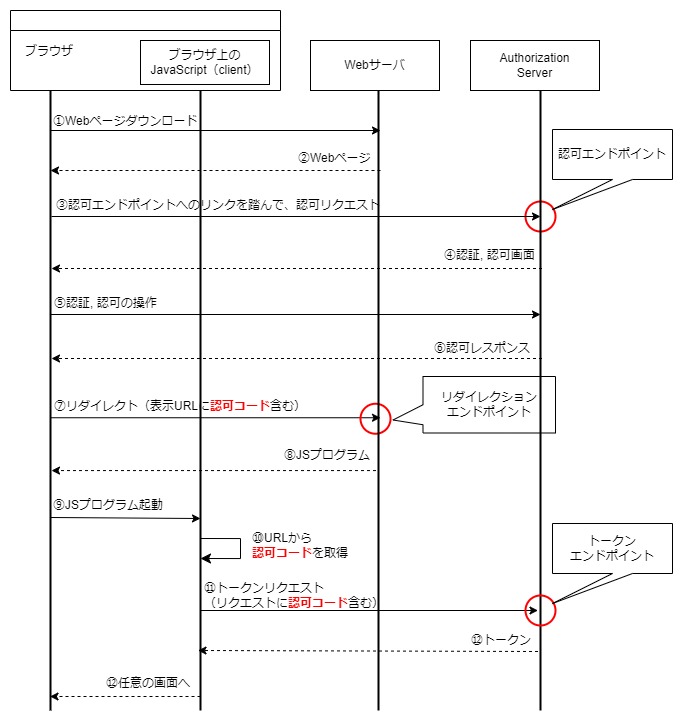 ブラウザ
ブラウザ上の
JavaScript（client）
Webサーバ
Authorization
Server
①Webページダウンロード
②Webページ
認可エンドポイント
③認可エンドポイントへのリンクを踏んで、認可リクエスト
④認証, 認可画面
⑤認証, 認可の操作
⑥認可レスポンス
⑦リダイレクト（表示URLに認可コード含む）
リダイレクション
エンドポイント
⑧JSプログラム
⑨JSプログラム起動
⑩URLから
認可コードを取得
トークン
エンドポイント
⑪トークンリクエスト
（リクエストに認可コード含む）
⑫トークン
⑫任意の画面へ